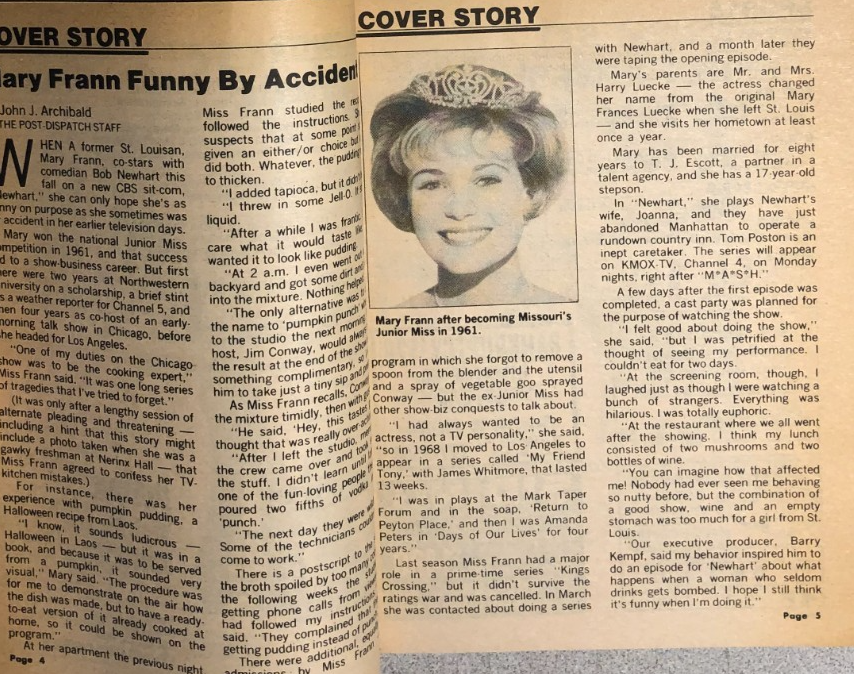 OVER STORY
ary Frann Funny By Acciden
John J. Archibald
THE POST-DISPATCH STAFF
WHEN A former St. Louisan,
Mary Frann, co-stars with
comedian Bob Newhart this
fall on a new CBS sit-com,
ewhart," she can only hope she's as
nny on purpose as she sometimes was
accident in her earlier television days.
Mary won the national Junior Miss
mpetition in 1961, and that success
d to a show-business career. But first
ere were two years at Northwestern
niversity on a scholarship, a brief stint
s a weather reporter for Channel 5, and
hen four years as co-host of an early-
morning talk show in Chicago, before
she headed for Los Angeles.
"One of my duties on the Chicago
show was to be the cooking expert,"
Miss Frann said. "It was one long series
of tragedies that I've tried to forget."
(It was only after a lengthy session of
alternate pleading and threatening —
including a hint that this story might
include a photo taken when she was a
gawky freshman at Nerinx Hall — that
Miss Frann agreed to confess her TV-
kitchen mistakes.)
For instance, there was her
experience with pumpkin pudding, a
Halloween recipe from Laos.
"I know, it sounds ludicrous —
Halloween in Laos — but it was in a
book, and because it was to be served
from a pumpkin, it sounded very
visual," Mary said. "The procedure was
for me to demonstrate on the air how
the dish was made, but to have a ready-
to-eat version of it already cooked at
home, so it could be shown on the
program."
At her apartment the previous night
Page 4
Miss Frann studied the
followed the instructions.
suspects that at some point
given an either/or choice but
did both. Whatever, the pudding
to thicken.
"I added tapioca, but it didn'
"I threw in some Jell-O. It
liquid.
"After a while I was frantic
care what it would taste like
wanted it to look like pudding.
"At 2 a.m. I even went out
backyard and got some dirt and
into the mixture. Nothing helped
"The only alternative was to
the name to 'pumpkin punch'
to the studio the next morning
host, Jim Conway, would always
the result at the end of the show
something complimentary, so
him to take just a tiny sip and
As Miss Frann recalls, Conway
the mixture timidly, then with
"He said, 'Hey, this tastes
thought that was really over-
"After I left the studio,
the crew came over and took
the stuff. I didn't learn until
one of the fun-loving people
poured two fifths of vodka
'punch.'
"The next day they were
Some of the technicians could
come to work."
There is a postscript to the
the broth spoiled by too many
the following weeks the
getting phone calls from
had followed my instructions
said. "They complained that
getting pudding instead of
There were additional,
admissions by Miss Frann
COVER STORY
Mary Frann after becoming Missouri's
Junior Miss in 1961.
program in which she forgot to remove a
spoon from the blender and the utensil
and a spray of vegetable goo sprayed
Conway — but the ex-Junior Miss had
other show-biz conquests to talk about.
"I had always wanted to be an
actress, not a TV personality," she said,
"so in 1968 I moved to Los Angeles to
appear in a series called 'My Friend
Tony,' with James Whitmore, that lasted
13 weeks.
"I was in plays at the Mark Taper
Forum and in the soap, 'Return to
Peyton Place,' and then I was Amanda
Peters in 'Days of Our Lives' for four
years."
Last season Miss Frann had a major
role in a prime-time series "Kings
Crossing," but it didn't survive the
ratings war and was cancelled. In March
she was contacted about doing a series
with Newhart, and a month later they
were taping the opening episode.
Mary's parents are Mr. and Mrs.
Harry Luecke — the actress changed
her name from the original Mary
Frances Luecke when she left St. Louis
— and she visits her hometown at least
once a year.
Mary has been married for eight
years to T. J. Escott, a partner in a
talent agency, and she has a 17-year-old
stepson.
In "Newhart," she plays Newhart's
wife, Joanna, and they have just
abandoned Manhattan to operate a
rundown country inn. Tom Poston is an
inept caretaker. The series will appear
on KMOX-TV, Channel 4, on Monday
nights, right after "M*A*S*H."
A few days after the first episode was
completed, a cast party was planned for
the purpose of watching the show.
"I felt good about doing the show,"
she said, "but I was petrified at the
thought of seeing my performance. I
couldn't eat for two days.
"At the screening room, though, I
laughed just as though I were watching a
bunch of strangers. Everything was
hilarious. I was totally euphoric.
"At the restaurant where we all went
after the showing, I think my lunch
consisted of two mushrooms and two
bottles of wine.
"You can imagine how that affected
me! Nobody had ever seen me behaving
so nutty before, but the combination of
a good show, wine and an empty
stomach was too much for a girl from St.
Louis.
"Our executive producer, Barry
Kempf, said my behavior inspired him to
do an episode for 'Newhart' about what
happens when a woman who seldom
drinks gets bombed. I hope I still think
it's funny when I'm doing it."
Page 5